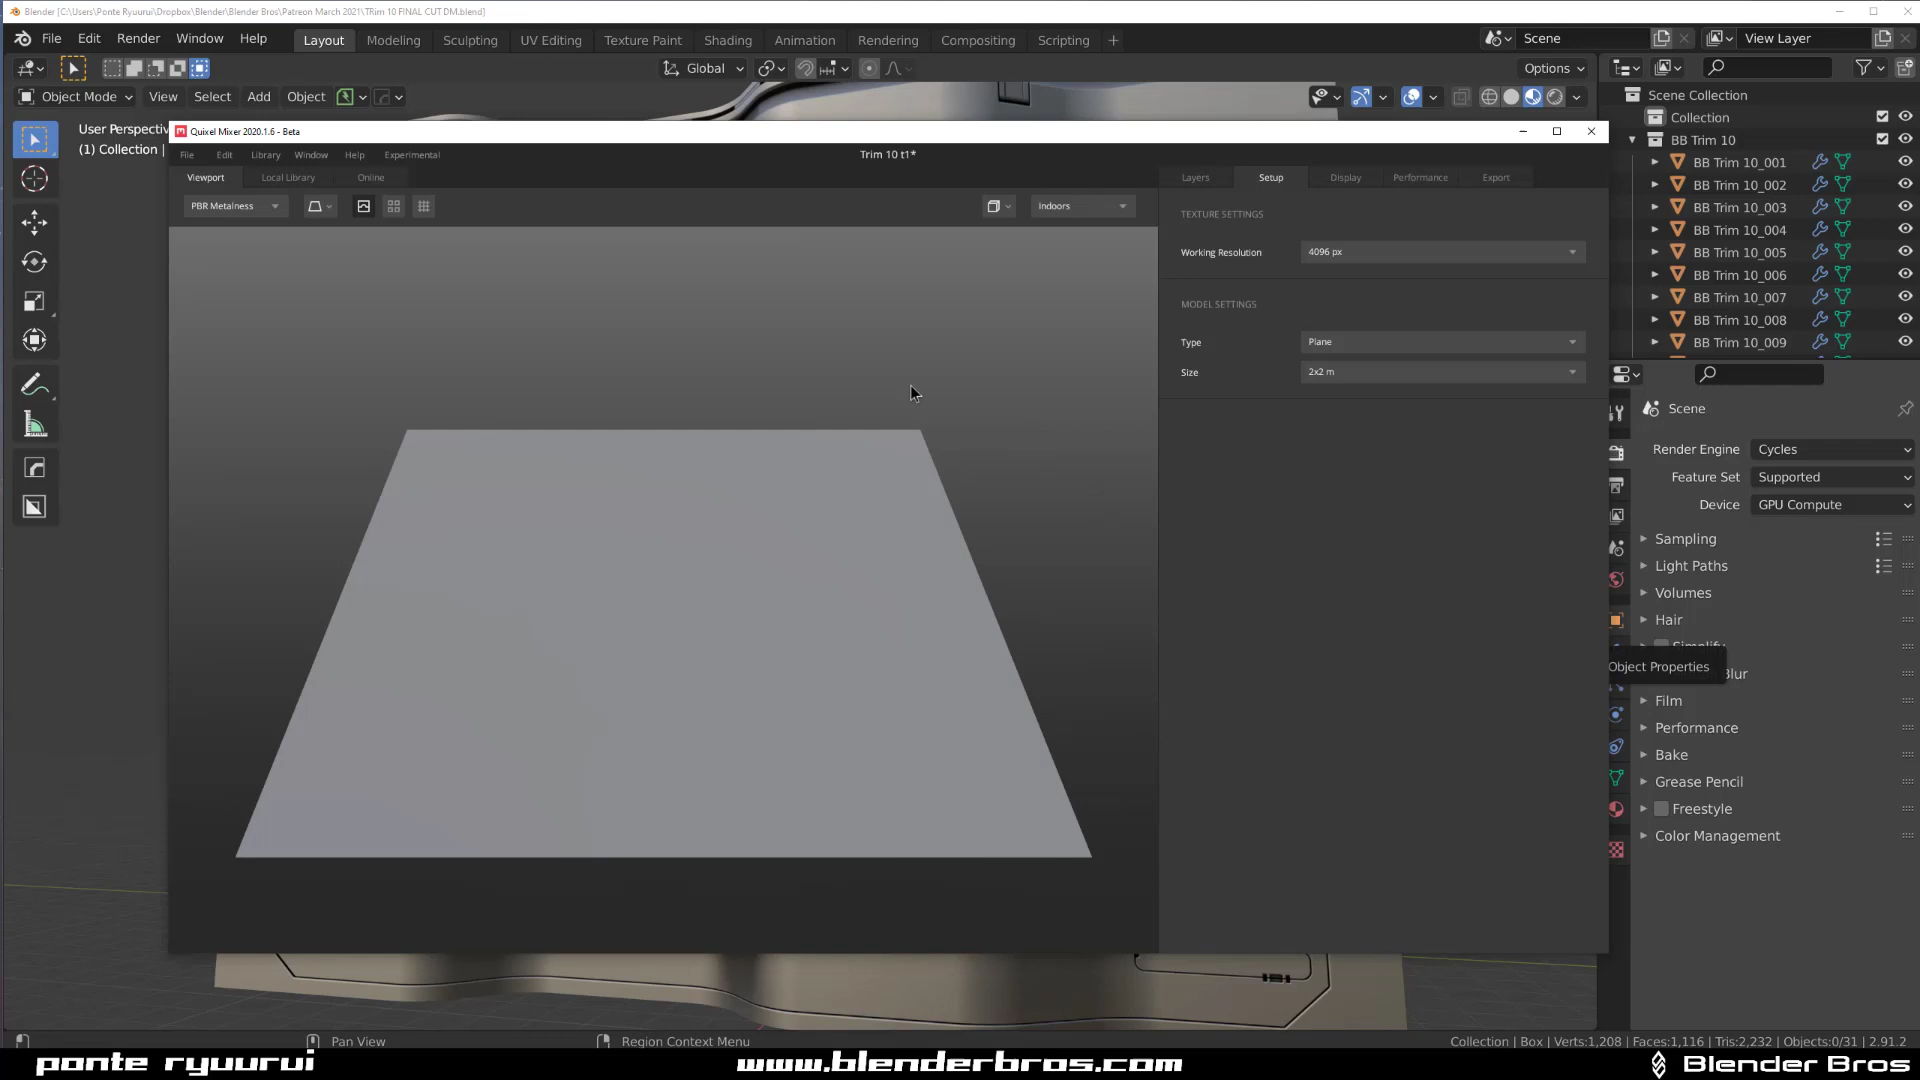 Blender [C:\Users\Ponte Ryuurui\Dropbox\Blender\Blender Bros\Patreon March 2021\TRim 10 FINAL CUT DM.blend]
File Edit Render Window Help Layout Modeling Sculpting UV Editing Texture Paint Shading Animation Rendering Compositing Scripting + Scene View Layer
Global Options
Object Mode View Select Add Object Scene Collection
Collection
User Perspectiv
(1) Collection |
BB Trim 10
BB Trim 10_001
BB Trim 10_002
BB Trim 10_003
BB Trim 10_004
BB Trim 10_005
BB Trim 10_006
BB Trim 10_007
BB Trim 10_008
BB Trim 10_009
Quixel Mixer 2020.1.6 - Beta
File Edit Library Window Help Experimental Trim 10 t1*
Viewport Local Library Online Layers Setup Display Performance Export
PBR Metalness Indoors
TEXTURE SETTINGS
Working Resolution 4096 px
MODEL SETTINGS
Type Plane
Size 2x2 m
Scene
Render Engine Cycles
Feature Set Supported
Device GPU Compute
Sampling
Light Paths
Volumes
Hair
Simplify
Object Properties
Blur
Film
Performance
Bake
Grease Pencil
Freestyle
Color Management
Pan View Region Context Menu Collection | Box | Verts:1,208 | Faces:1,116 | Tris:2,232 | Objects:0/31 | 2.91.2
ponte ryuurui www.blenderbros.com Blender Bros